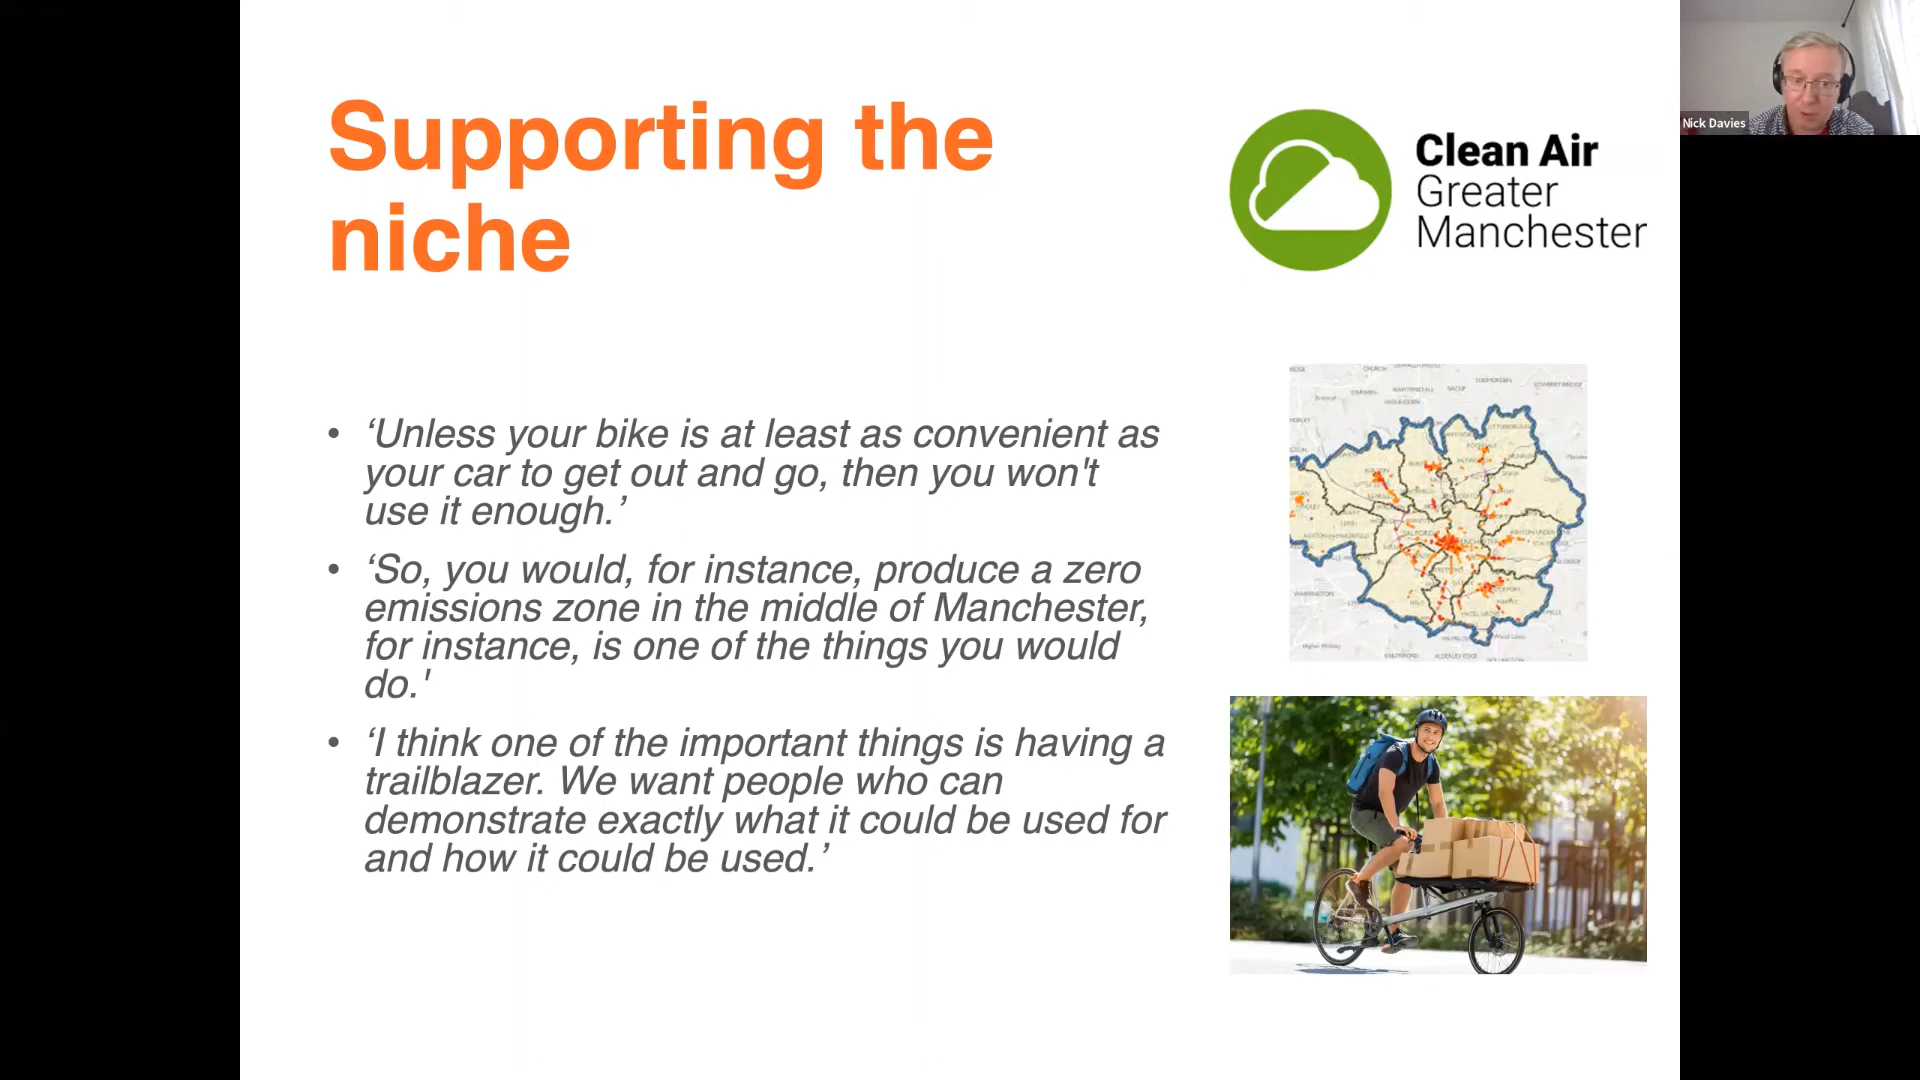 Supporting the
niche
Clean Air
Greater
Manchester
Nick Davies
• ‘Unless your bike is at least as convenient as
your car to get out and go, then you won't
use it enough.’
• ‘So, you would, for instance, produce a zero
emissions zone in the middle of Manchester,
for instance, is one of the things you would
do.'
• ‘I think one of the important things is having a
trailblazer. We want people who can
demonstrate exactly what it could be used for
and how it could be used.’